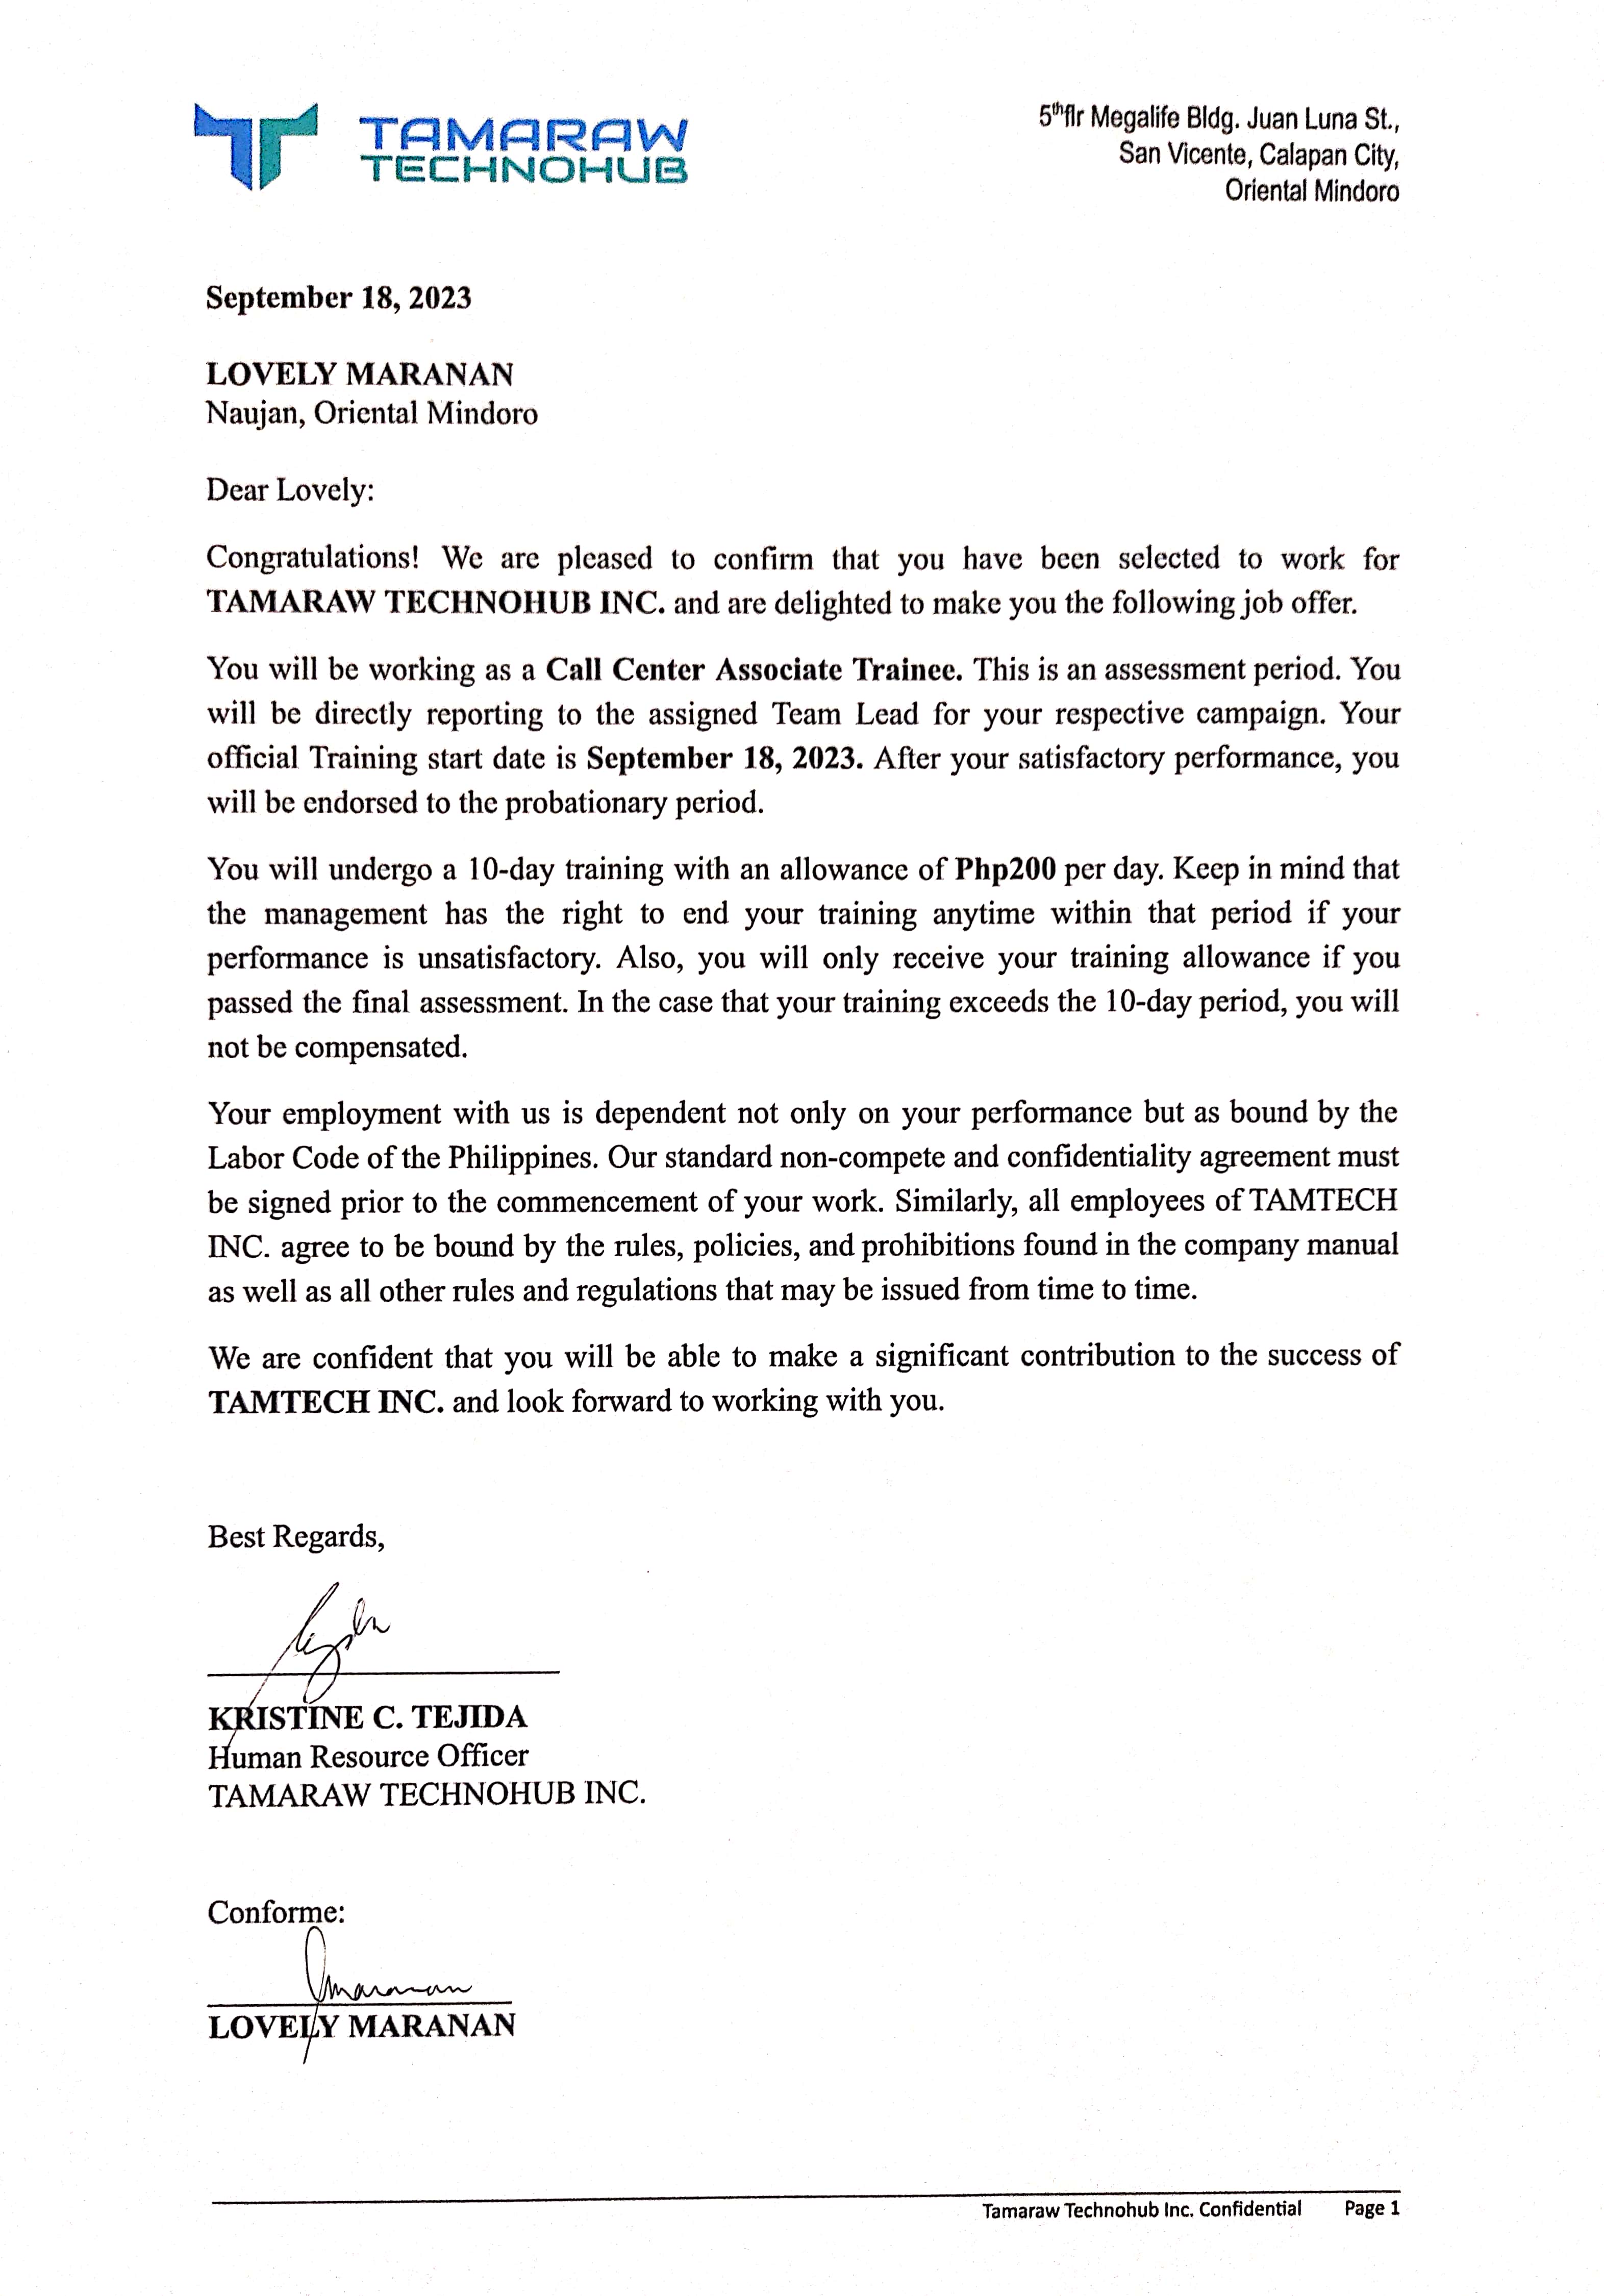 TAMARAW
TECHNOHUB
5thflr Megalife Bldg. Juan Luna St.,
San Vicente, Calapan City,
Oriental Mindoro
September 18, 2023
LOVELY MARANAN
Naujan, Oriental Mindoro
Dear Lovely:
Congratulations! We are pleased to confirm that you have been selected to work for
TAMARAW TECHNOHUB INC. and are delighted to make you the following job offer.
You will be working as a Call Center Associate Trainee. This is an assessment period. You
will be directly reporting to the assigned Team Lead for your respective campaign. Your
official Training start date is September 18, 2023. After your satisfactory performance, you
will be endorsed to the probationary period.
You will undergo a 10-day training with an allowance of Php200 per day. Keep in mind that
the management has the right to end your training anytime within that period if your
performance is unsatisfactory. Also, you will only receive your training allowance if you
passed the final assessment. In the case that your training exceeds the 10-day period, you will
not be compensated.
Your employment with us is dependent not only on your performance but as bound by the
Labor Code of the Philippines. Our standard non-compete and confidentiality agreement must
be signed prior to the commencement of your work. Similarly, all employees of TAMTECH
INC. agree to be bound by the rules, policies, and prohibitions found in the company manual
as well as all other rules and regulations that may be issued from time to time.
We are confident that you will be able to make a significant contribution to the success of
TAMTECH INC. and look forward to working with you.
Best Regards,
KRISTINE C. TEJIDA
Human Resource Officer
TAMARAW TECHNOHUB INC.
Conforme:
LOVELY MARANAN
Tamaraw Technohub Inc. Confidential Page 1